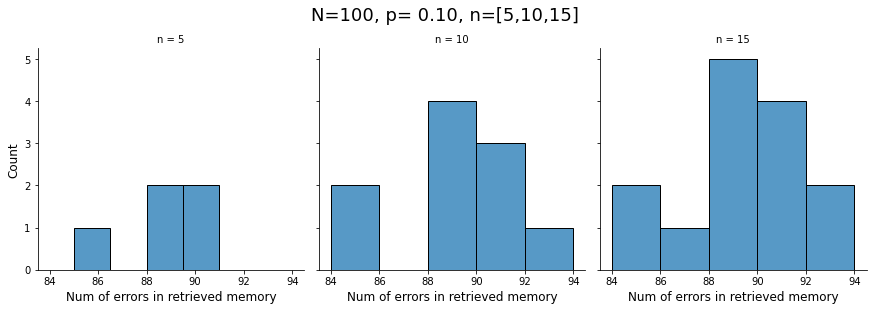 N=100, p= 0.10, n=[5,10,15]
n = 5
n = 10
n = 15
Count
5
4
3
2
1
0
84 86 88 90 92 94
84 86 88 90 92 94
84 86 88 90 92 94
Num of errors in retrieved memory
Num of errors in retrieved memory
Num of errors in retrieved memory